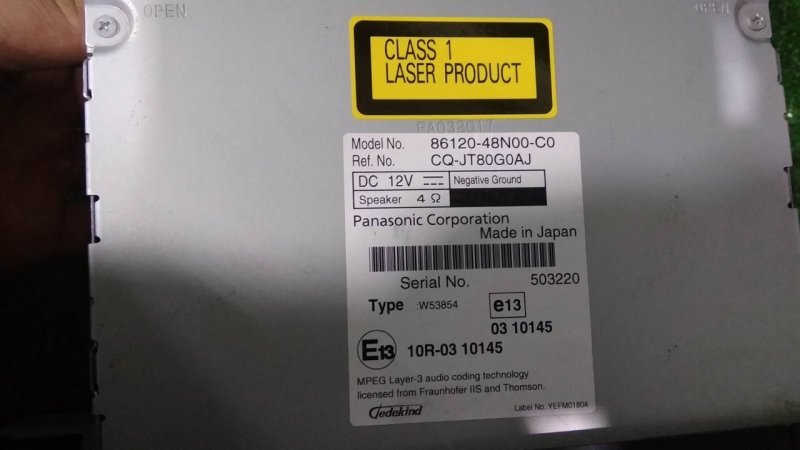 OPEN
OPEN
CLASS 1
LASER PRODUCT
EA032017
Model No. 86120-48N00-C0
Ref. No. CQ-JT80G0AJ
DC 12V Negative Ground
Speaker 4 Ω
Panasonic Corporation
Made in Japan
Serial No. 503220
Type :W53854 e13
03 10145
E13 10R-03 10145
MPEG Layer-3 audio coding technology
licensed from Fraunhofer IIS and Thomson.
Jedekind Label No. YEFM01804